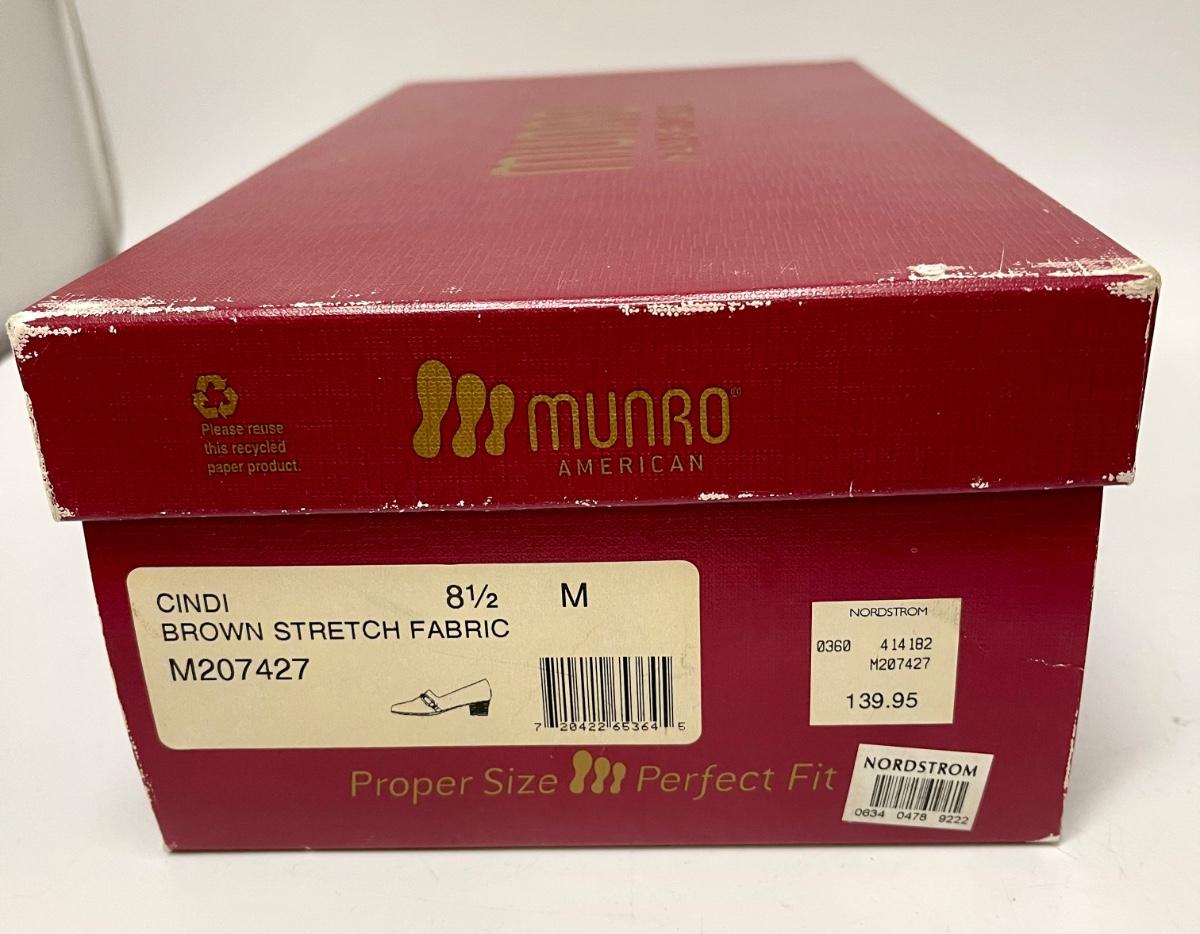 munro
Please reuse
this recycled
paper product.
munro®
AMERICAN
CINDI 8½ M
BROWN STRETCH FABRIC
M207427
7 20422 65364 5
NORDSTROM
0360 414182
M207427
139.95
Proper Size Perfect Fit
NORDSTROM
0634 0478 9222